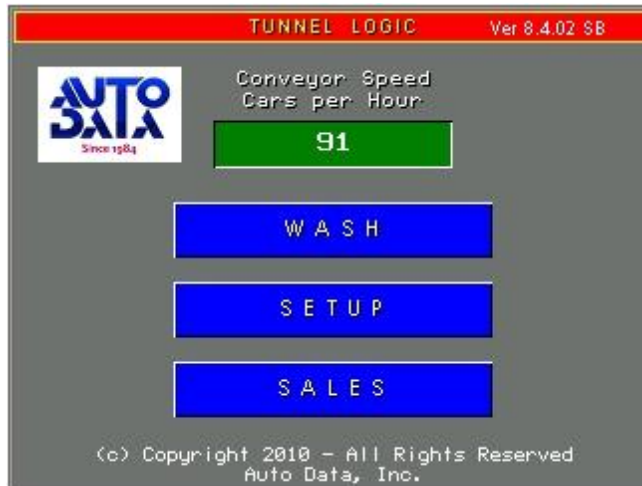 TUNNEL LOGIC Ver 8.4.02 SB
AUTO
DATA
Since 1984
Conveyor Speed
Cars per Hour
91
WASH
SETUP
SALES
(c) Copyright 2010 - All Rights Reserved
Auto Data, Inc.